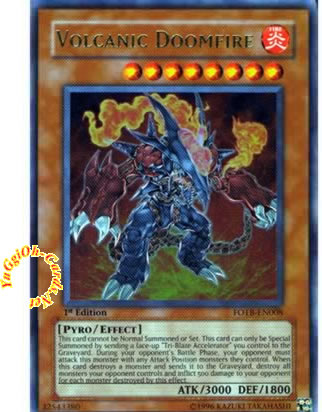 VOLCANIC DOOMFIRE
炎
YuGgiOh-Cards.Net
1st Edition
FOTB-EN008
[PYRO/EFFECT]
This card cannot be Normal Summoned or Set. This card can only be Special
Summoned by sending a face-up "Tri-Blaze Accelerator" you control to the
Graveyard. During your opponent's Battle Phase, your opponent must
attack this monster with any Attack Position monsters they control. When
this card destroys a monster and sends it to the Graveyard, destroy all
monsters your opponent controls and inflict 500 damage to your opponent
for each monster destroyed by this effect.
ATK/3000 DEF/1800
©1996 KAZUKI TAKAHASHI